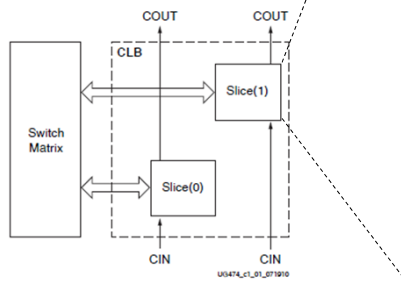 COUT COUT
CLB
Slice(1)
Switch
Matrix
Slice(0)
CIN CIN
UG474_c1_01_071910